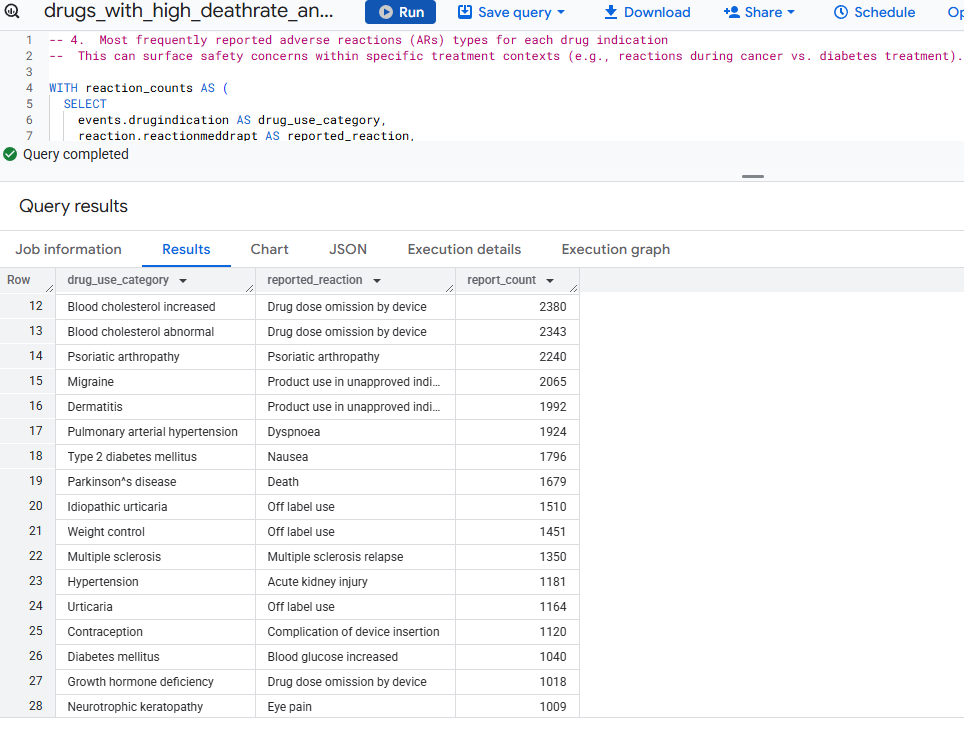 drugs_with_high_deathrate_an... Run Save query Download Share Schedule Op
1 -- 4. Most frequently reported adverse reactions (ARs) types for each drug indication
2 -- This can surface safety concerns within specific treatment contexts (e.g., reactions during cancer vs. diabetes treatment).
3
4 WITH reaction_counts AS (
5 SELECT
6 events.drugindication AS drug_use_category,
7 reaction.reactionmeddrapt AS reported_reaction,
Query completed
Query results
Job information Results Chart JSON Execution details Execution graph
Row drug_use_category reported_reaction report_count
12 Blood cholesterol increased Drug dose omission by device 2380
13 Blood cholesterol abnormal Drug dose omission by device 2343
14 Psoriatic arthropathy Psoriatic arthropathy 2240
15 Migraine Product use in unapproved indi... 2065
16 Dermatitis Product use in unapproved indi... 1992
17 Pulmonary arterial hypertension Dyspnoea 1924
18 Type 2 diabetes mellitus Nausea 1796
19 Parkinson^s disease Death 1679
20 Idiopathic urticaria Off label use 1510
21 Weight control Off label use 1451
22 Multiple sclerosis Multiple sclerosis relapse 1350
23 Hypertension Acute kidney injury 1181
24 Urticaria Off label use 1164
25 Contraception Complication of device insertion 1120
26 Diabetes mellitus Blood glucose increased 1040
27 Growth hormone deficiency Drug dose omission by device 1018
28 Neurotrophic keratopathy Eye pain 1009